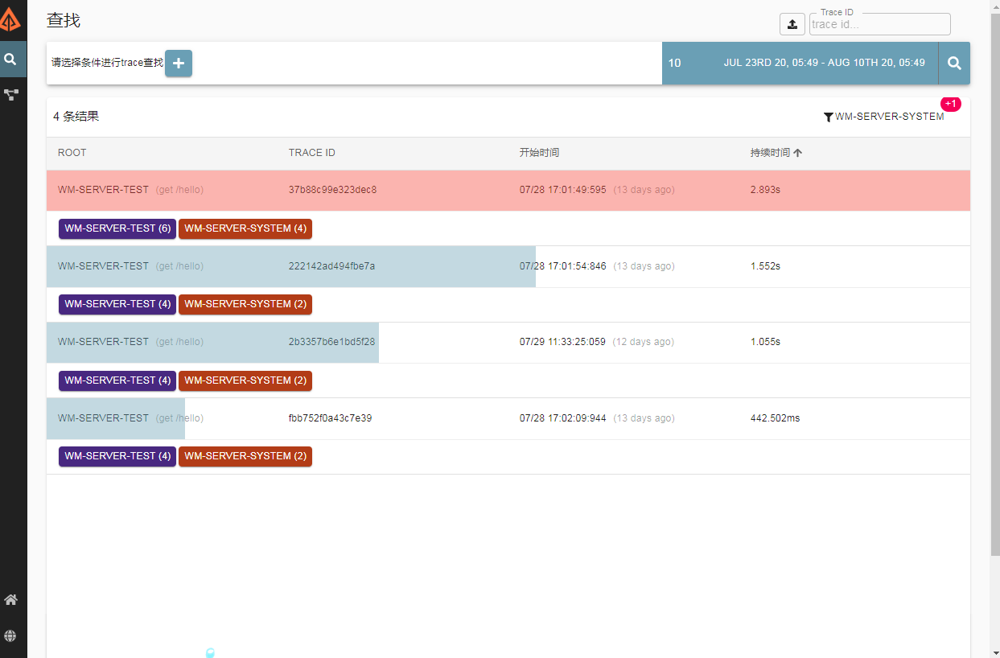 查找
Trace ID
trace id...
请选择条件进行trace查找
10 JUL 23RD 20, 05:49 - AUG 10TH 20, 05:49
4 条结果
+1
WM-SERVER-SYSTEM
ROOT TRACE ID 开始时间 持续时间
WM-SERVER-TEST (get /hello) 37b88c99e323dec8 07/28 17:01:49:595 (13 days ago) 2.893s
WM-SERVER-TEST (6) WM-SERVER-SYSTEM (4)
WM-SERVER-TEST (get /hello) 222142ad494fbe7a 07/28 17:01:54:846 (13 days ago) 1.552s
WM-SERVER-TEST (4) WM-SERVER-SYSTEM (2)
WM-SERVER-TEST (get /hello) 2b3357b6e1bd5f28 07/29 11:33:25:059 (12 days ago) 1.055s
WM-SERVER-TEST (4) WM-SERVER-SYSTEM (2)
WM-SERVER-TEST (get /hello) fbb752f0a43c7e39 07/28 17:02:09:944 (13 days ago) 442.502ms
WM-SERVER-TEST (4) WM-SERVER-SYSTEM (2)